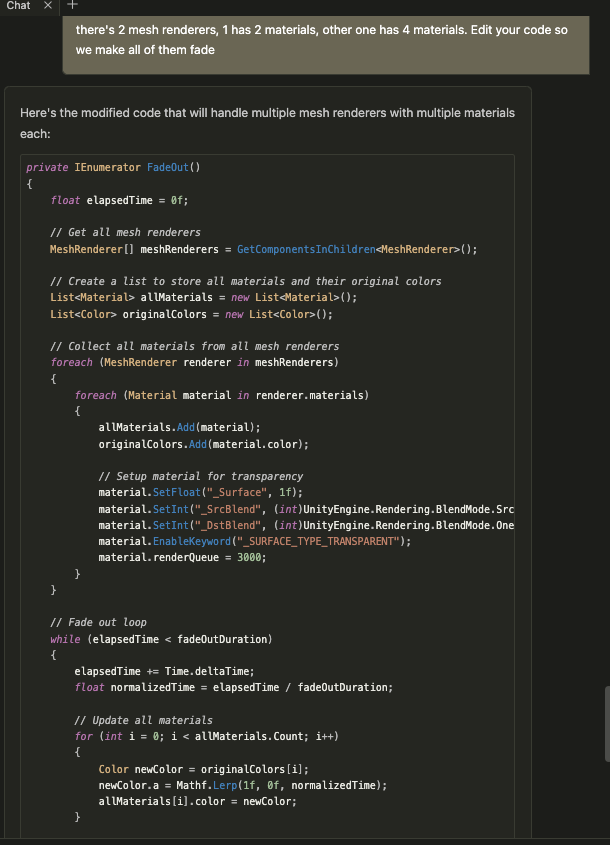 Chat × +
there's 2 mesh renderers, 1 has 2 materials, other one has 4 materials. Edit your code so
we make all of them fade
Here's the modified code that will handle multiple mesh renderers with multiple materials
each:
private IEnumerator FadeOut()
{
    float elapsedTime = 0f;

    // Get all mesh renderers
    MeshRenderer[] meshRenderers = GetComponentsInChildren<MeshRenderer>();

    // Create a list to store all materials and their original colors
    List<Material> allMaterials = new List<Material>();
    List<Color> originalColors = new List<Color>();

    // Collect all materials from all mesh renderers
    foreach (MeshRenderer renderer in meshRenderers)
    {
        foreach (Material material in renderer.materials)
        {
            allMaterials.Add(material);
            originalColors.Add(material.color);

            // Setup material for transparency
            material.SetFloat("_Surface", 1f);
            material.SetInt("_SrcBlend", (int)UnityEngine.Rendering.BlendMode.Src
            material.SetInt("_DstBlend", (int)UnityEngine.Rendering.BlendMode.One
            material.EnableKeyword("_SURFACE_TYPE_TRANSPARENT");
            material.renderQueue = 3000;
        }
    }

    // Fade out loop
    while (elapsedTime < fadeOutDuration)
    {
        elapsedTime += Time.deltaTime;
        float normalizedTime = elapsedTime / fadeOutDuration;

        // Update all materials
        for (int i = 0; i < allMaterials.Count; i++)
        {
            Color newColor = originalColors[i];
            newColor.a = Mathf.Lerp(1f, 0f, normalizedTime);
            allMaterials[i].color = newColor;
        }